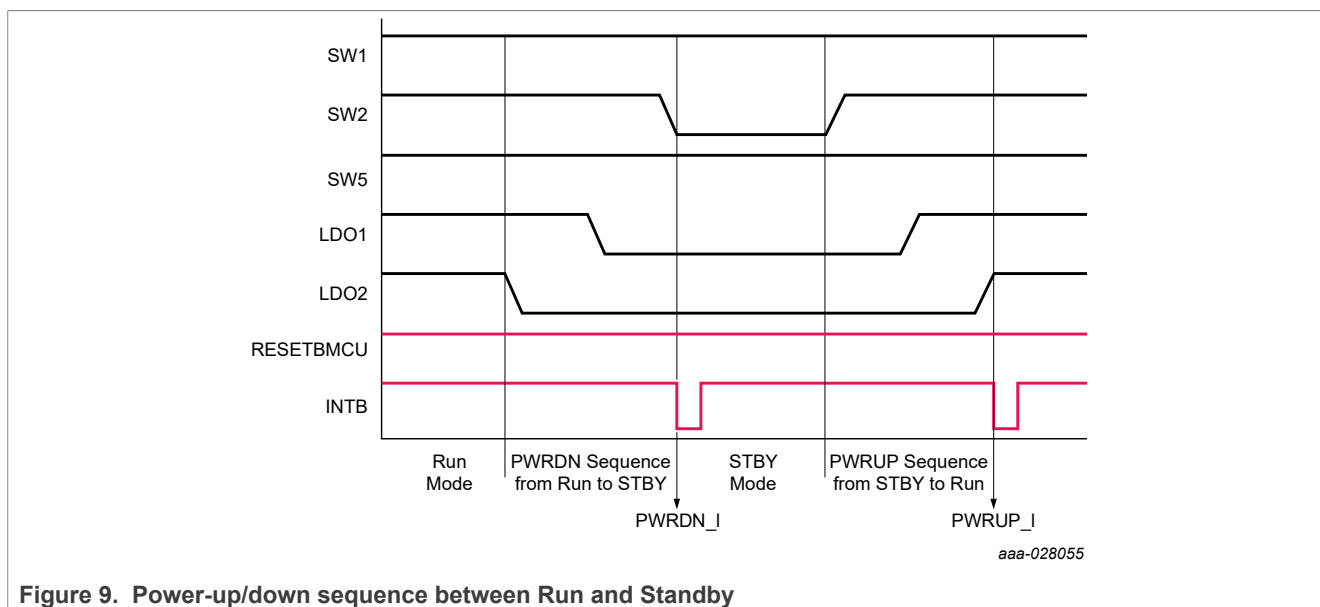 SW1
SW2
SW5
LDO1
LDO2
RESETBMCU
INTB
Run
Mode
PWRDN Sequence
from Run to STBY
STBY
Mode
PWRUP Sequence
from STBY to Run
PWRDN_I
PWRUP_I
aaa-028055
Figure 9. Power-up/down sequence between Run and Standby